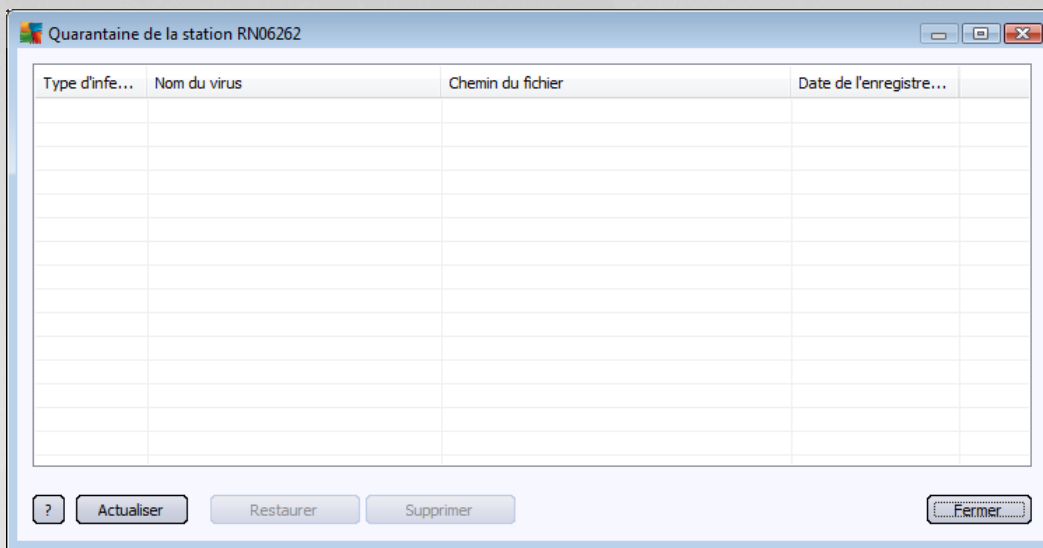 Quarantaine de la station RN06262
Type d'infe... Nom du virus Chemin du fichier Date de l'enregistre...
? Actualiser Restaurer Supprimer Fermer